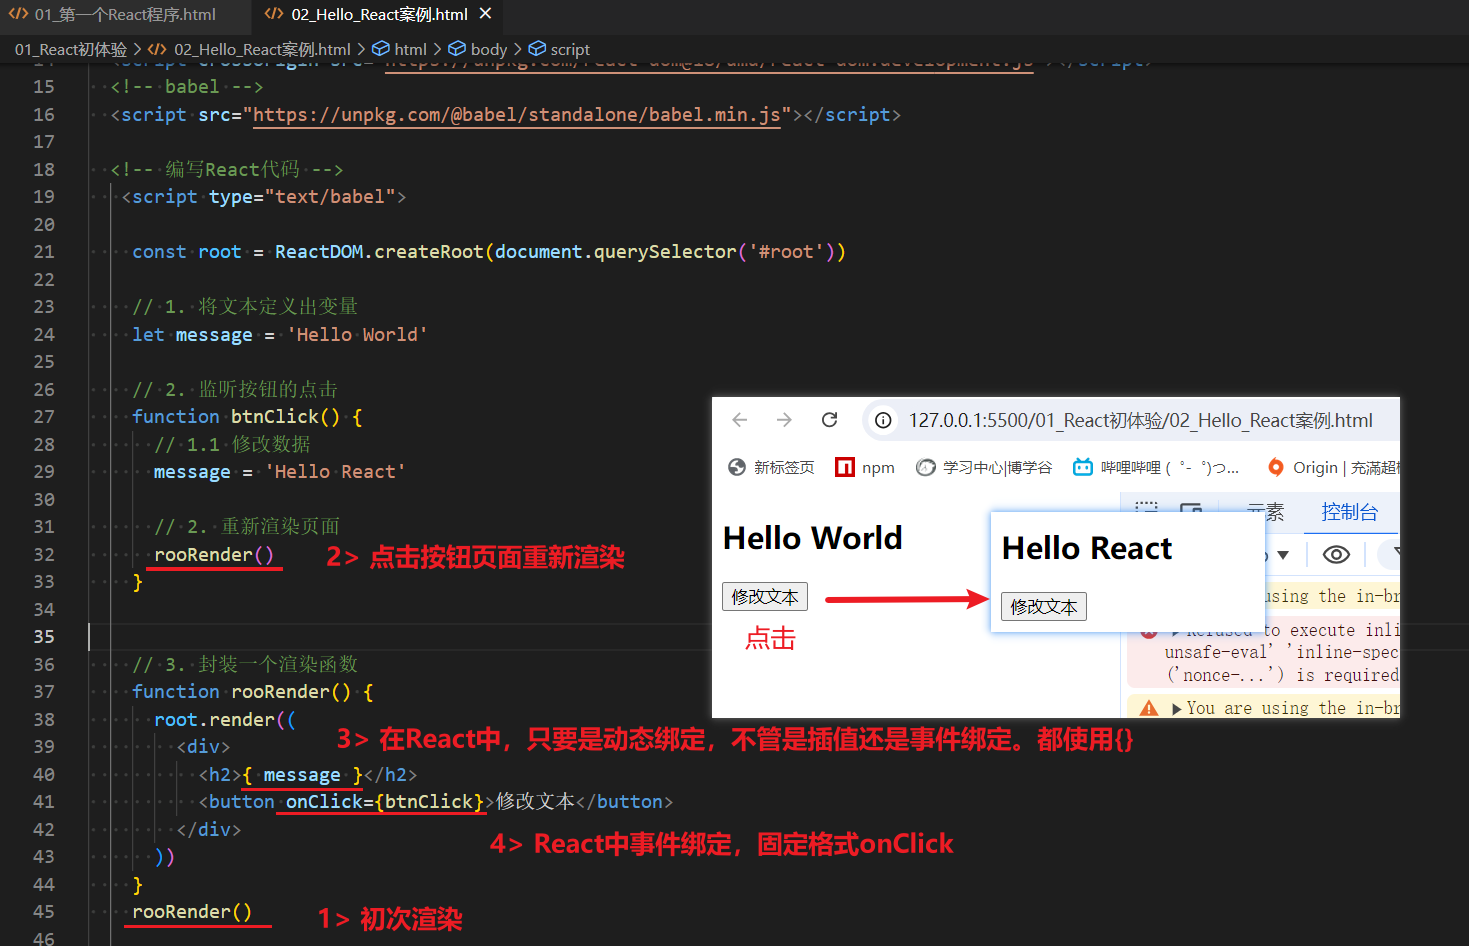 01_第一个React程序.html
02_Hello_React案例.html
01_React初体验 > 02_Hello_React案例.html > html > body > script
15 <!-- babel -->
16 <script src="https://unpkg.com/@babel/standalone/babel.min.js"></script>
17
18 <!-- 编写React代码 -->
19 <script type="text/babel">
20
21 const root = ReactDOM.createRoot(document.querySelector('#root'))
22
23 // 1. 将文本定义出变量
24 let message = 'Hello World'
25
26 // 2. 监听按钮的点击
27 function btnClick() {
28 // 1.1 修改数据
29 message = 'Hello React'
30
31 // 2. 重新渲染页面
32 rooRender()
2> 点击按钮页面重新渲染
33 }
34
35
36 // 3. 封装一个渲染函数
37 function rooRender() {
38 root.render((
39 <div>
3> 在React中，只要是动态绑定，不管是插值还是事件绑定。都使用{}
40 <h2>{ message }</h2>
41 <button onClick={btnClick}>修改文本</button>
42 </div>
4> React中事件绑定，固定格式onClick
43 ))
44 }
45 rooRender()
1> 初次渲染
46
127.0.0.1:5500/01_React初体验/02_Hello_React案例.html
新标签页
npm
学习中心|博学谷
哔哩哔哩 (゜-゜)つ...
Origin | 充满超
元素
控制台
Hello World
修改文本
点击
Hello React
修改文本
using the in-br
Refused to execute inli
unsafe-eval' 'inline-spec
('nonce-...') is required
You are using the in-br